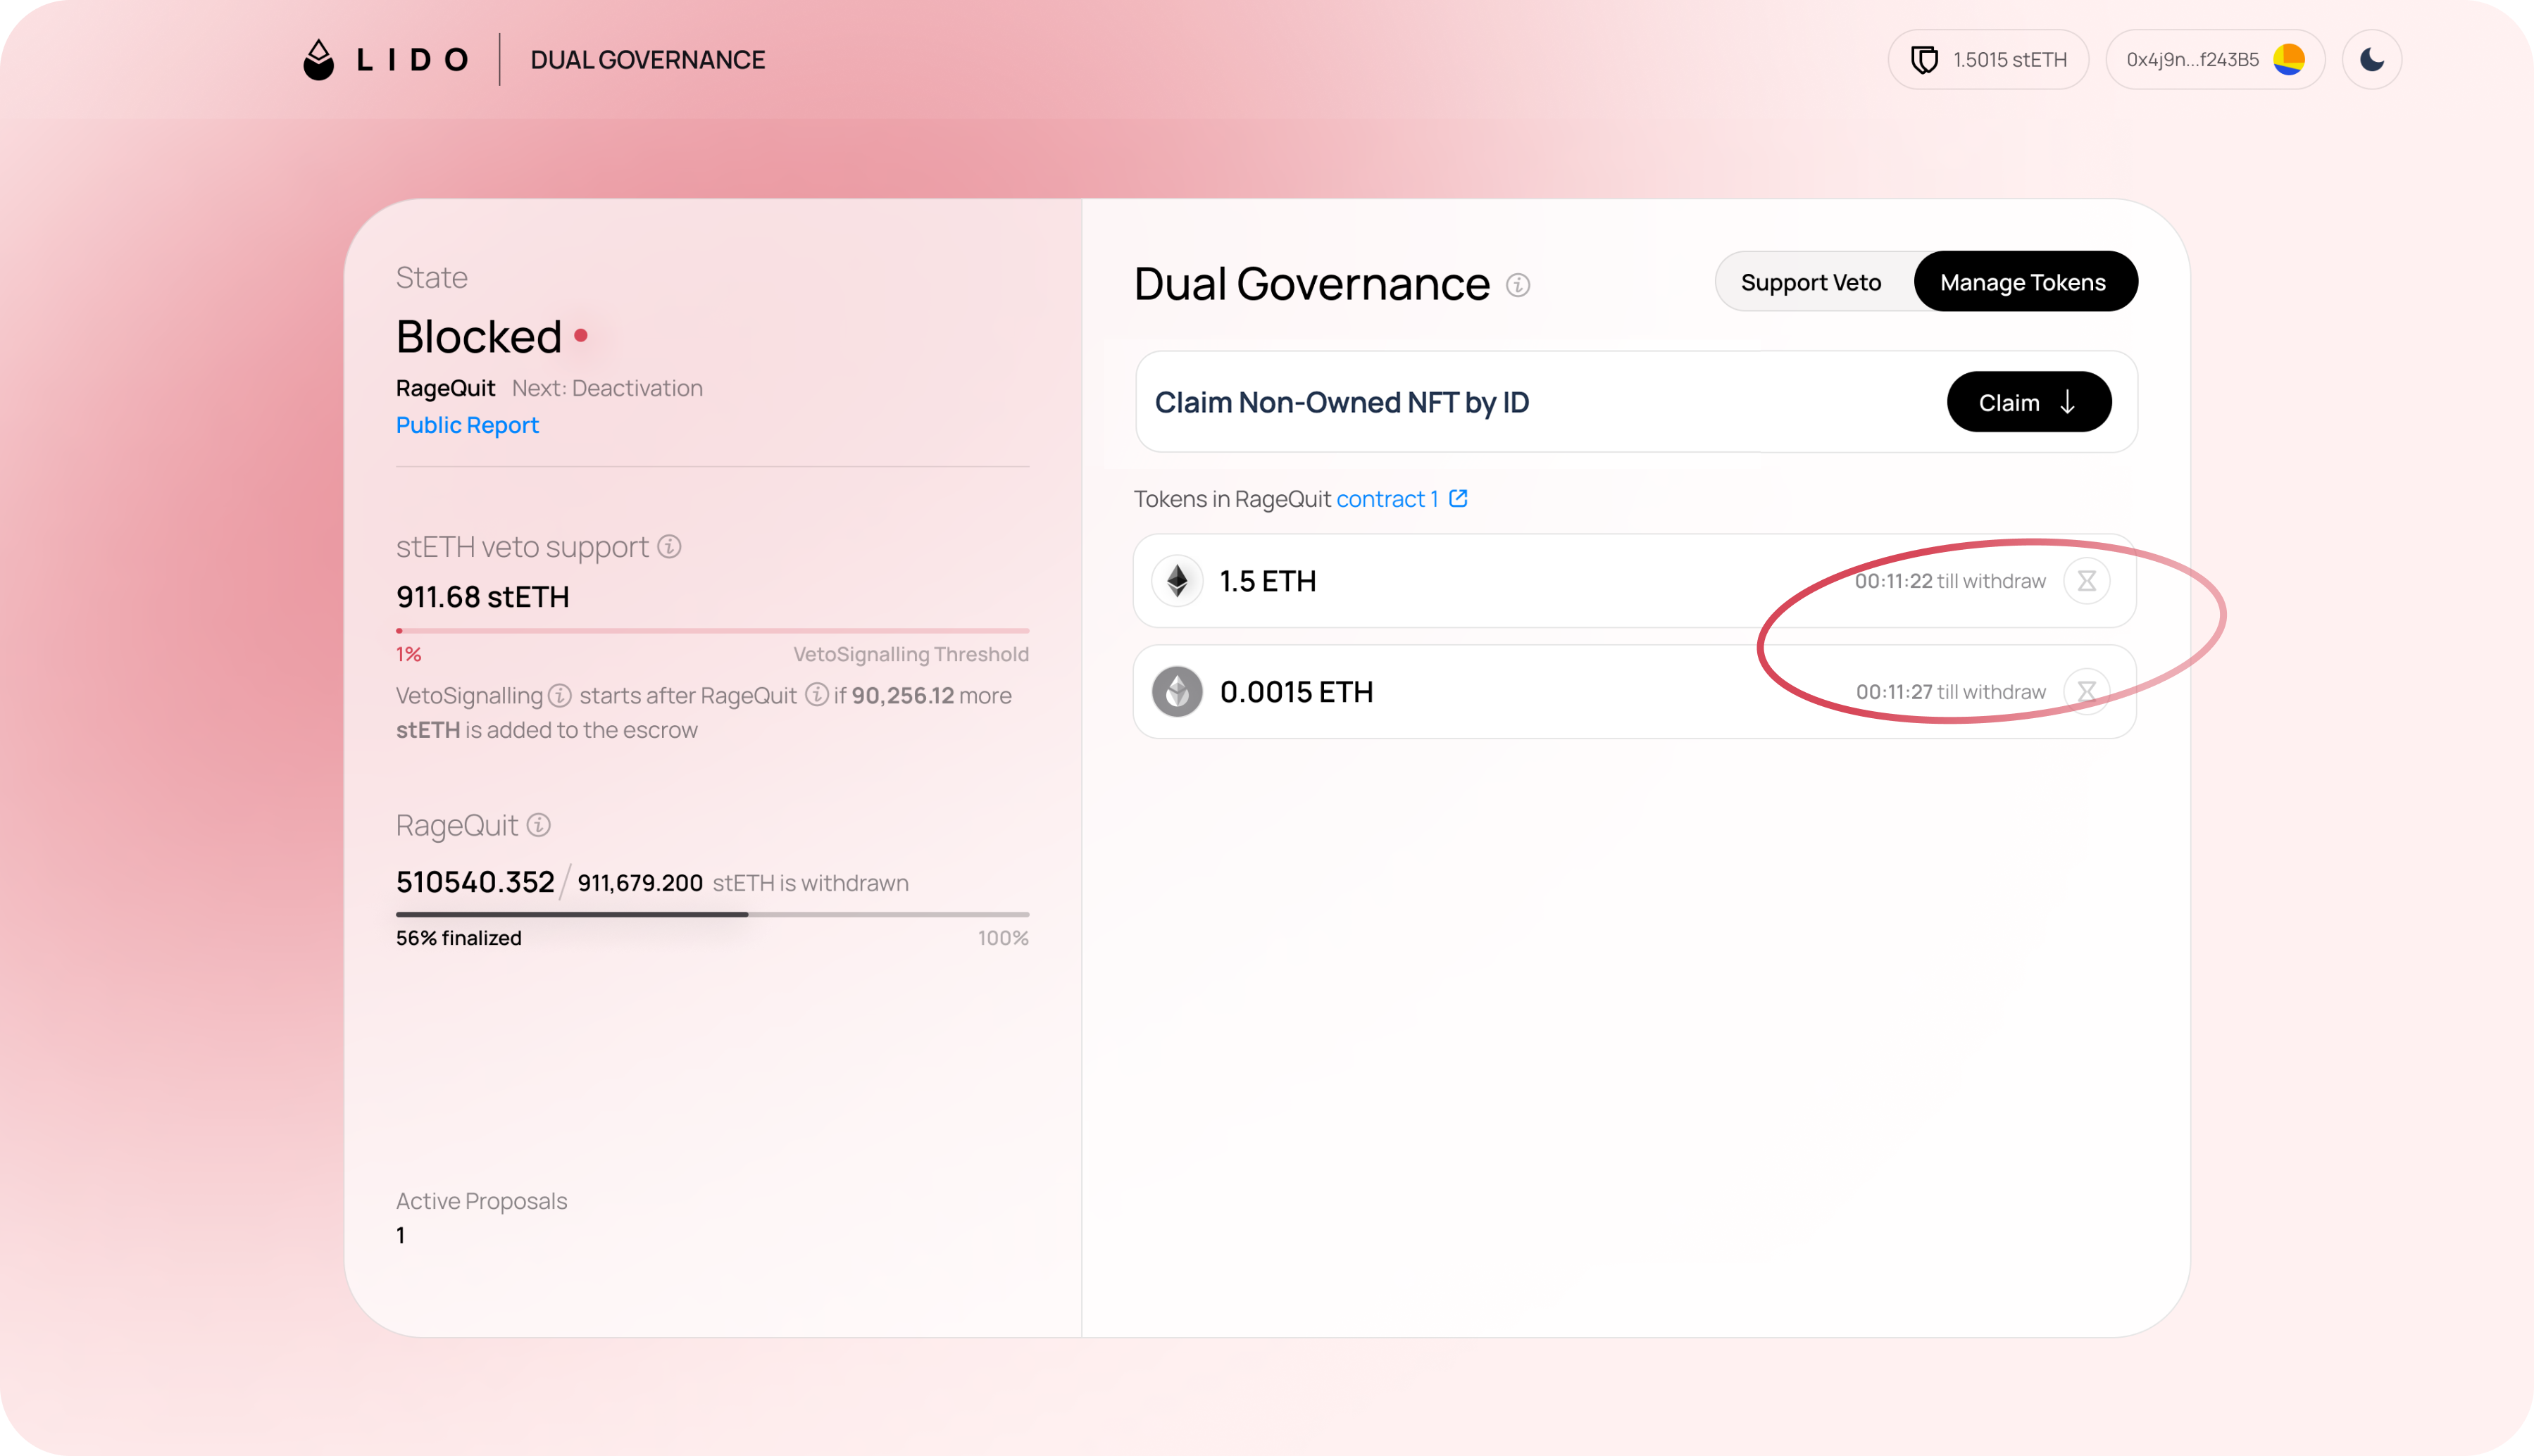 LIDO
DUAL GOVERNANCE
1.5015 stETH
0x4j9n...f243B5
State
Blocked
RageQuit Next: Deactivation
Public Report
stETH veto support
911.68 stETH
1% VetoSignalling Threshold
VetoSignalling starts after RageQuit if 90,256.12 more
stETH is added to the escrow
RageQuit
510540.352 / 911,679.200 stETH is withdrawn
56% finalized 100%
Active Proposals
1
Dual Governance
Support Veto
Manage Tokens
Claim Non-Owned NFT by ID
Claim
Tokens in RageQuit contract 1
1.5 ETH
00:11:22 till withdraw
0.0015 ETH
00:11:27 till withdraw